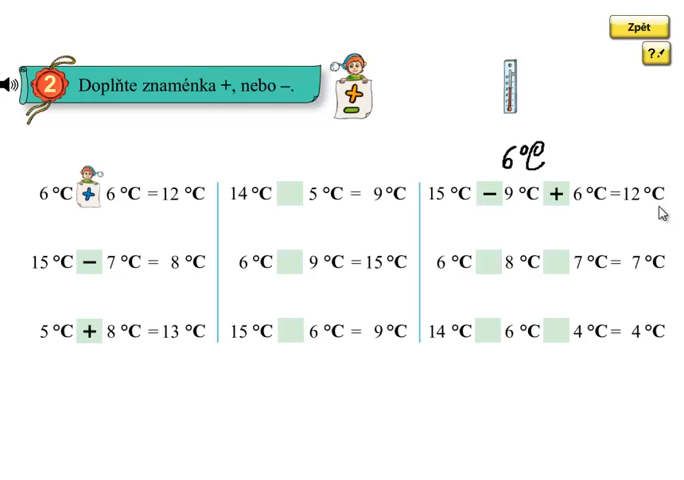 Zpět
?✓
2 Doplňte znaménka +, nebo –.
6 °C
6 °C + 6 °C = 12 °C
15 °C – 7 °C = 8 °C
5 °C + 8 °C = 13 °C
14 °C 5 °C = 9 °C
6 °C 9 °C = 15 °C
15 °C 6 °C = 9 °C
15 °C – 9 °C + 6 °C = 12 °C
6 °C 8 °C 7 °C = 7 °C
14 °C 6 °C 4 °C = 4 °C